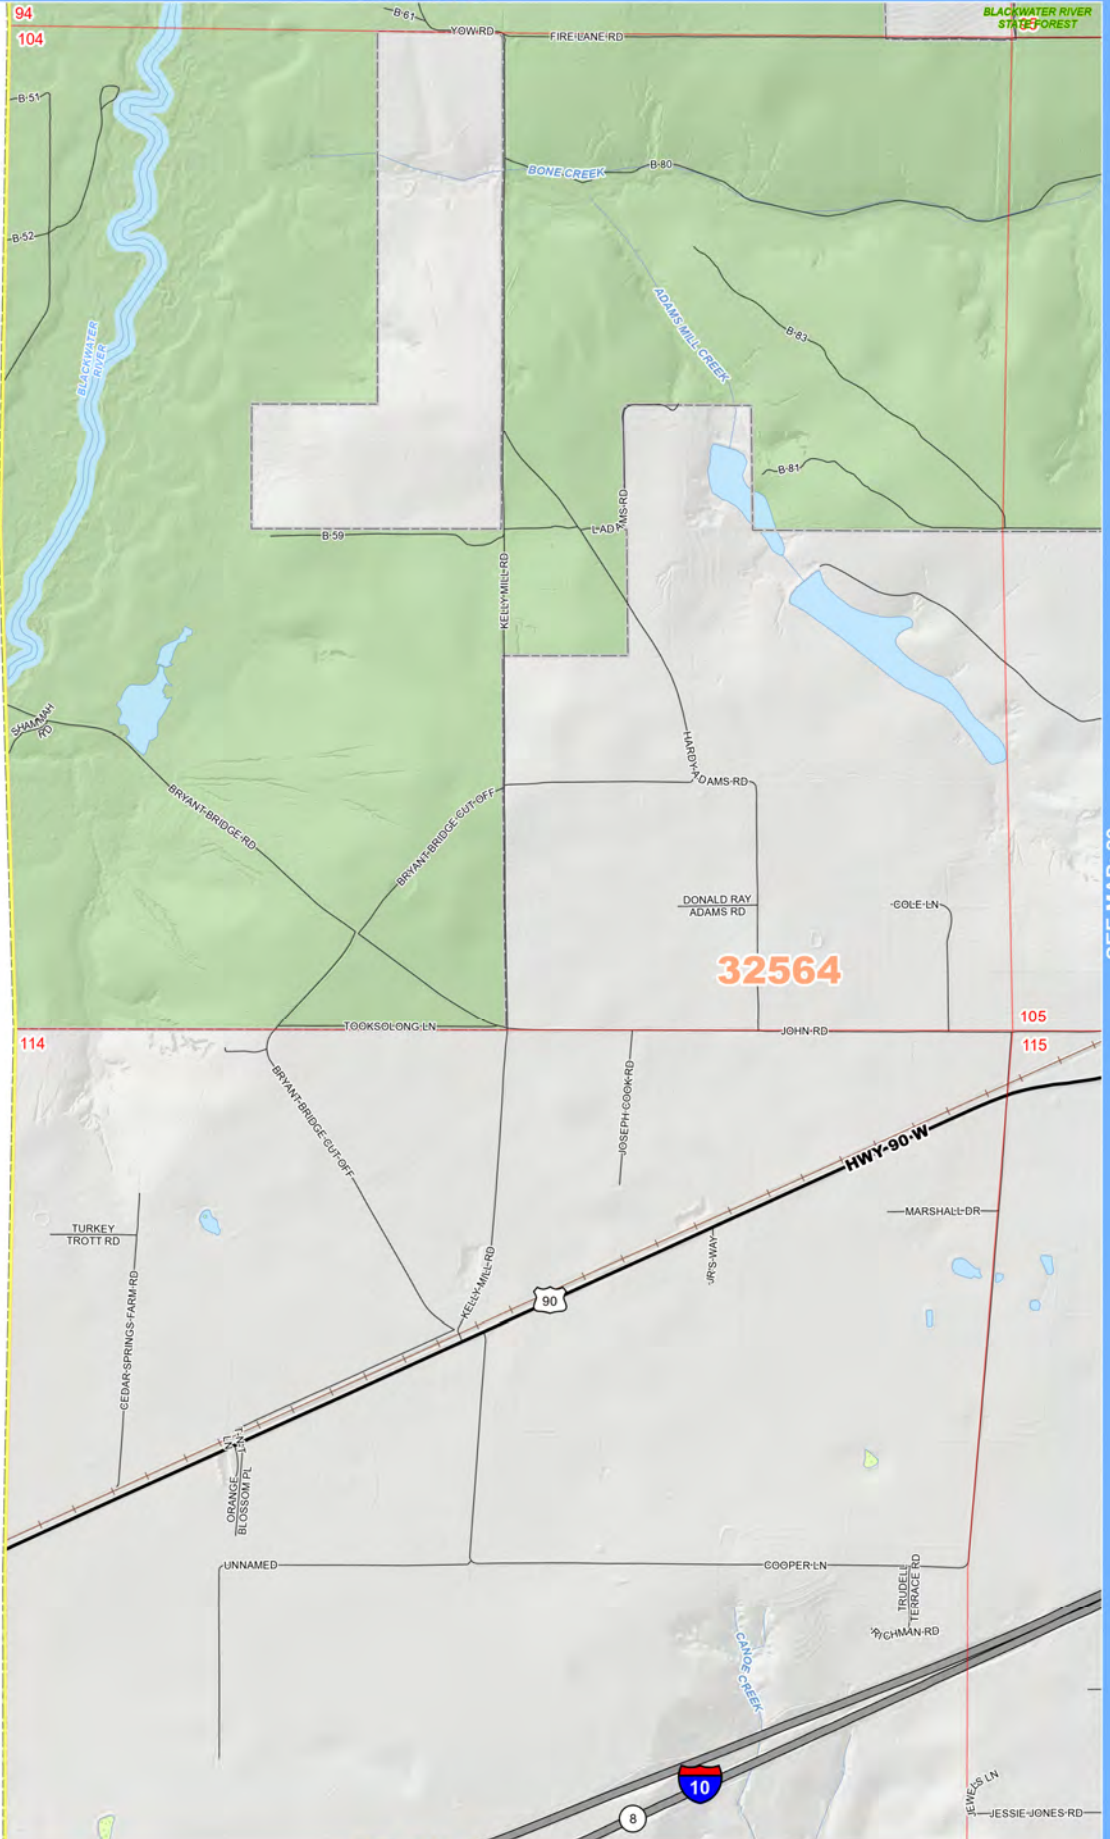 94
B-61
YOW RD
FIRE LANE RD
BLACKWATER RIVER
STATE FOREST
104
B-51
BONE CREEK
B-80
B-52
BLACKWATER
RIVER
ADAMS MILL CREEK
B-83
B-81
LAD
AMS-RD
B-59
KELLY-MILL-RD
SHAMMAH
RD
HARDY-ADAMS-RD
BRYANT-BRIDGE-RD
BRYANT-BRIDGE-CUT-OFF
DONALD RAY
ADAMS RD
COLE LN
32564
105
TOOKSOLONG LN
JOHN RD
114
115
BRYANT-BRIDGE-CUT-OFF
JOSEPH COOK-RD
HWY-90-W
MARSHALL-DR
TURKEY
TROTT RD
CEDAR-SPRINGS-FARM-RD
KELLY-MILL-RD
JR'S-WAY
90
T-N-T
LN
ORANGE
BLOSSOM PL
UNNAMED
COOPER LN
TRUDELL
TERRACE RD
CANOE CREEK
10
8
JEWELS LN
JESSIE-JONES-RD